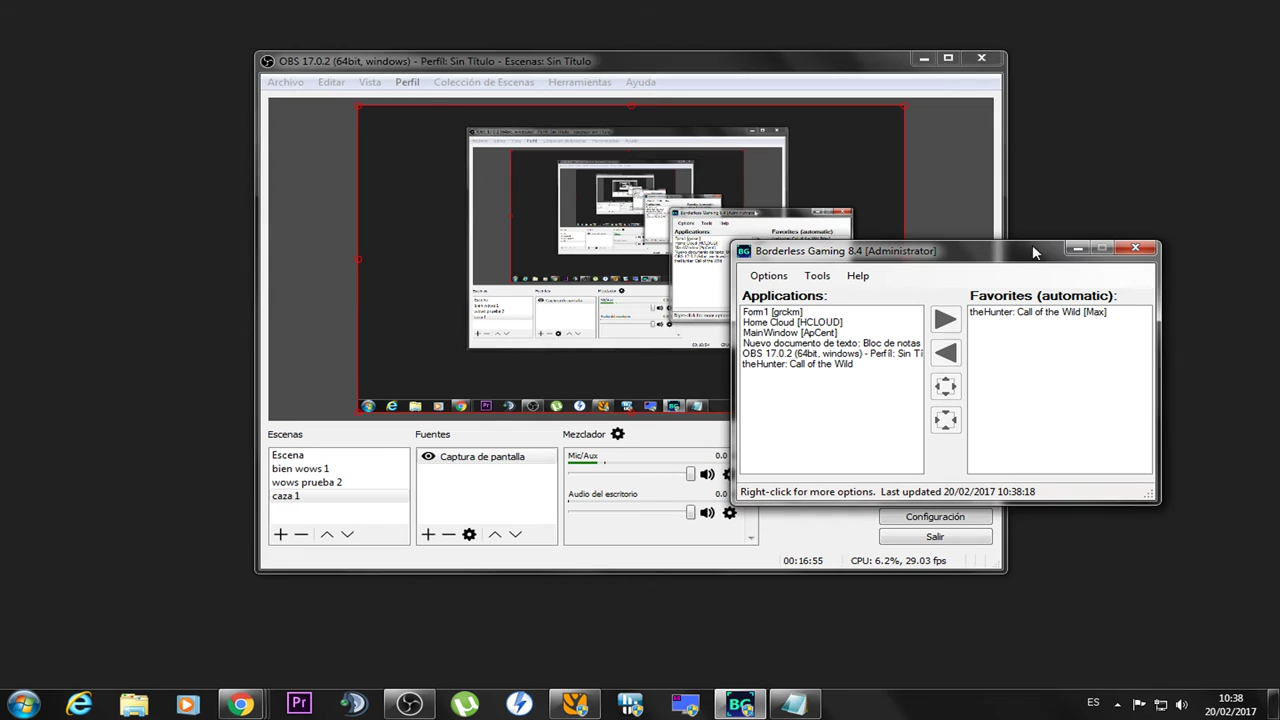 OBS 17.0.2 (64bit, windows) - Perfil: Sin Título - Escenas: Sin Título
Archivo Editar Vista Perfil Colección de Escenas Herramientas Ayuda
Borderless Gaming 8.4 [Administrator]
Options Tools Help
Applications:
Form1 [grckm]
Home Cloud [HCLOUD]
MainWindow [ApCent]
Nuevo documento de texto: Bloc de notas
OBS 17.0.2 (64bit, windows) - Perfil: Sin Tí
theHunter: Call of the Wild
Favorites (automatic):
theHunter: Call of the Wild [Max]
Right-click for more options. Last updated 20/02/2017 10:38:18
Escenas
Escena
bien wows 1
wows prueba 2
caza 1
Fuentes
Captura de pantalla
Mezclador
Mic/Aux 0.0
Audio del escritorio 0.0
Configuración
Salir
00:16:55 CPU: 6.2%, 29.03 fps
Pr
BG
ES
10:38
20/02/2017